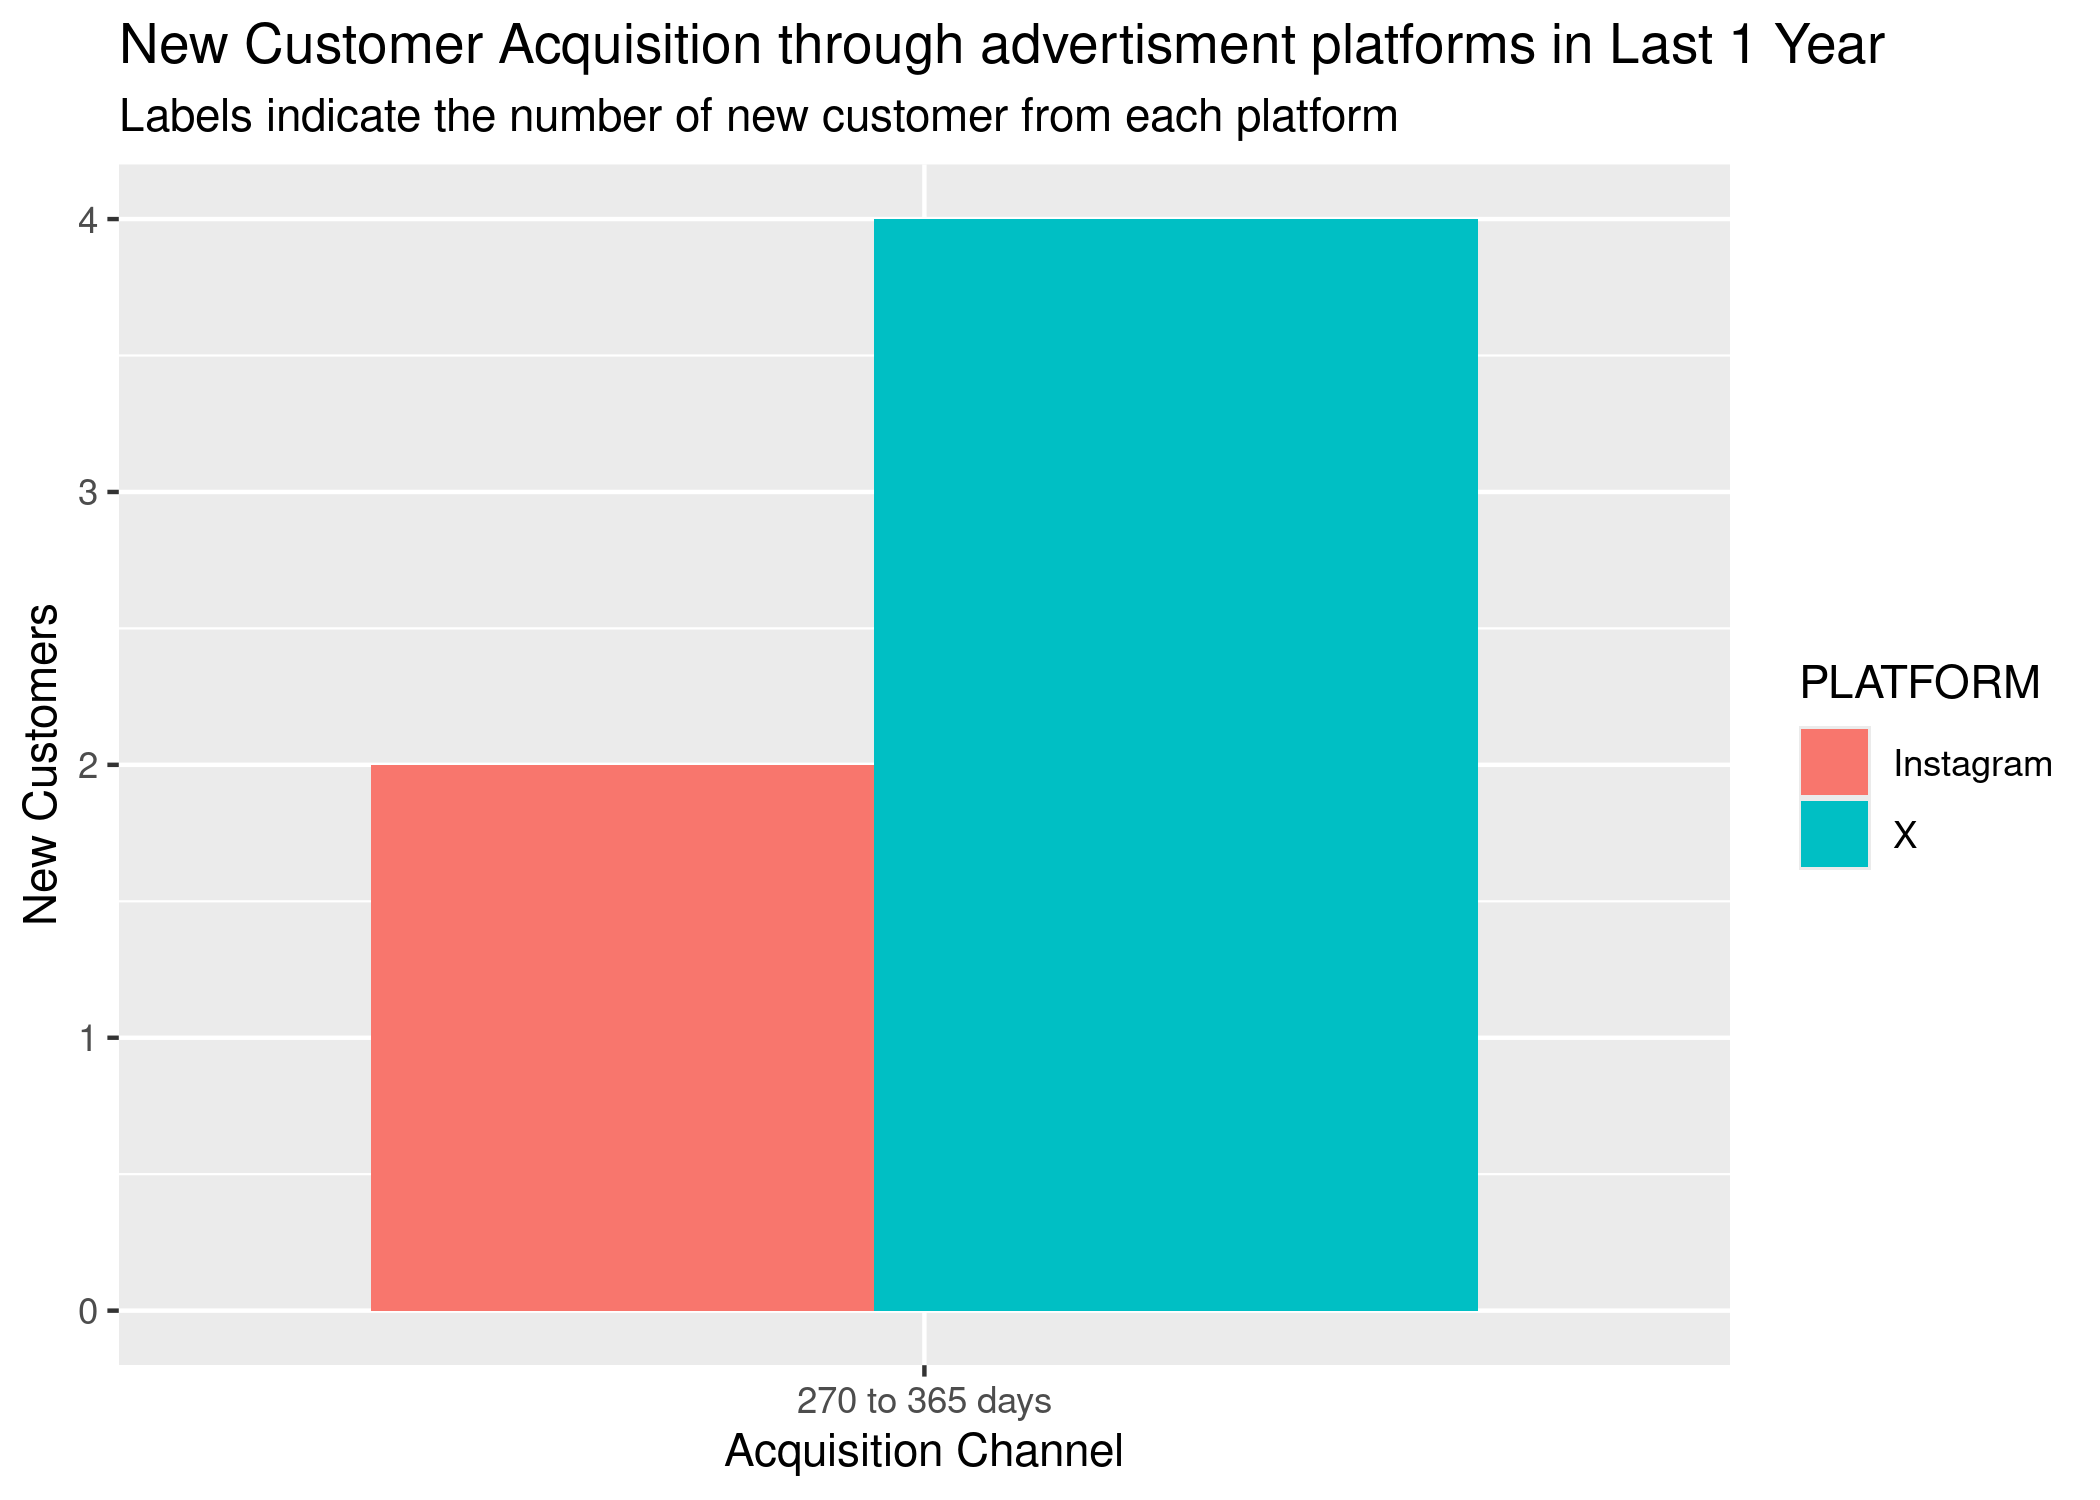 New Customer Acquisition through advertisment platforms in Last 1 Year
Labels indicate the number of new customer from each platform
New Customers
4
3
2
1
0
270 to 365 days
Acquisition Channel
PLATFORM
Instagram
X